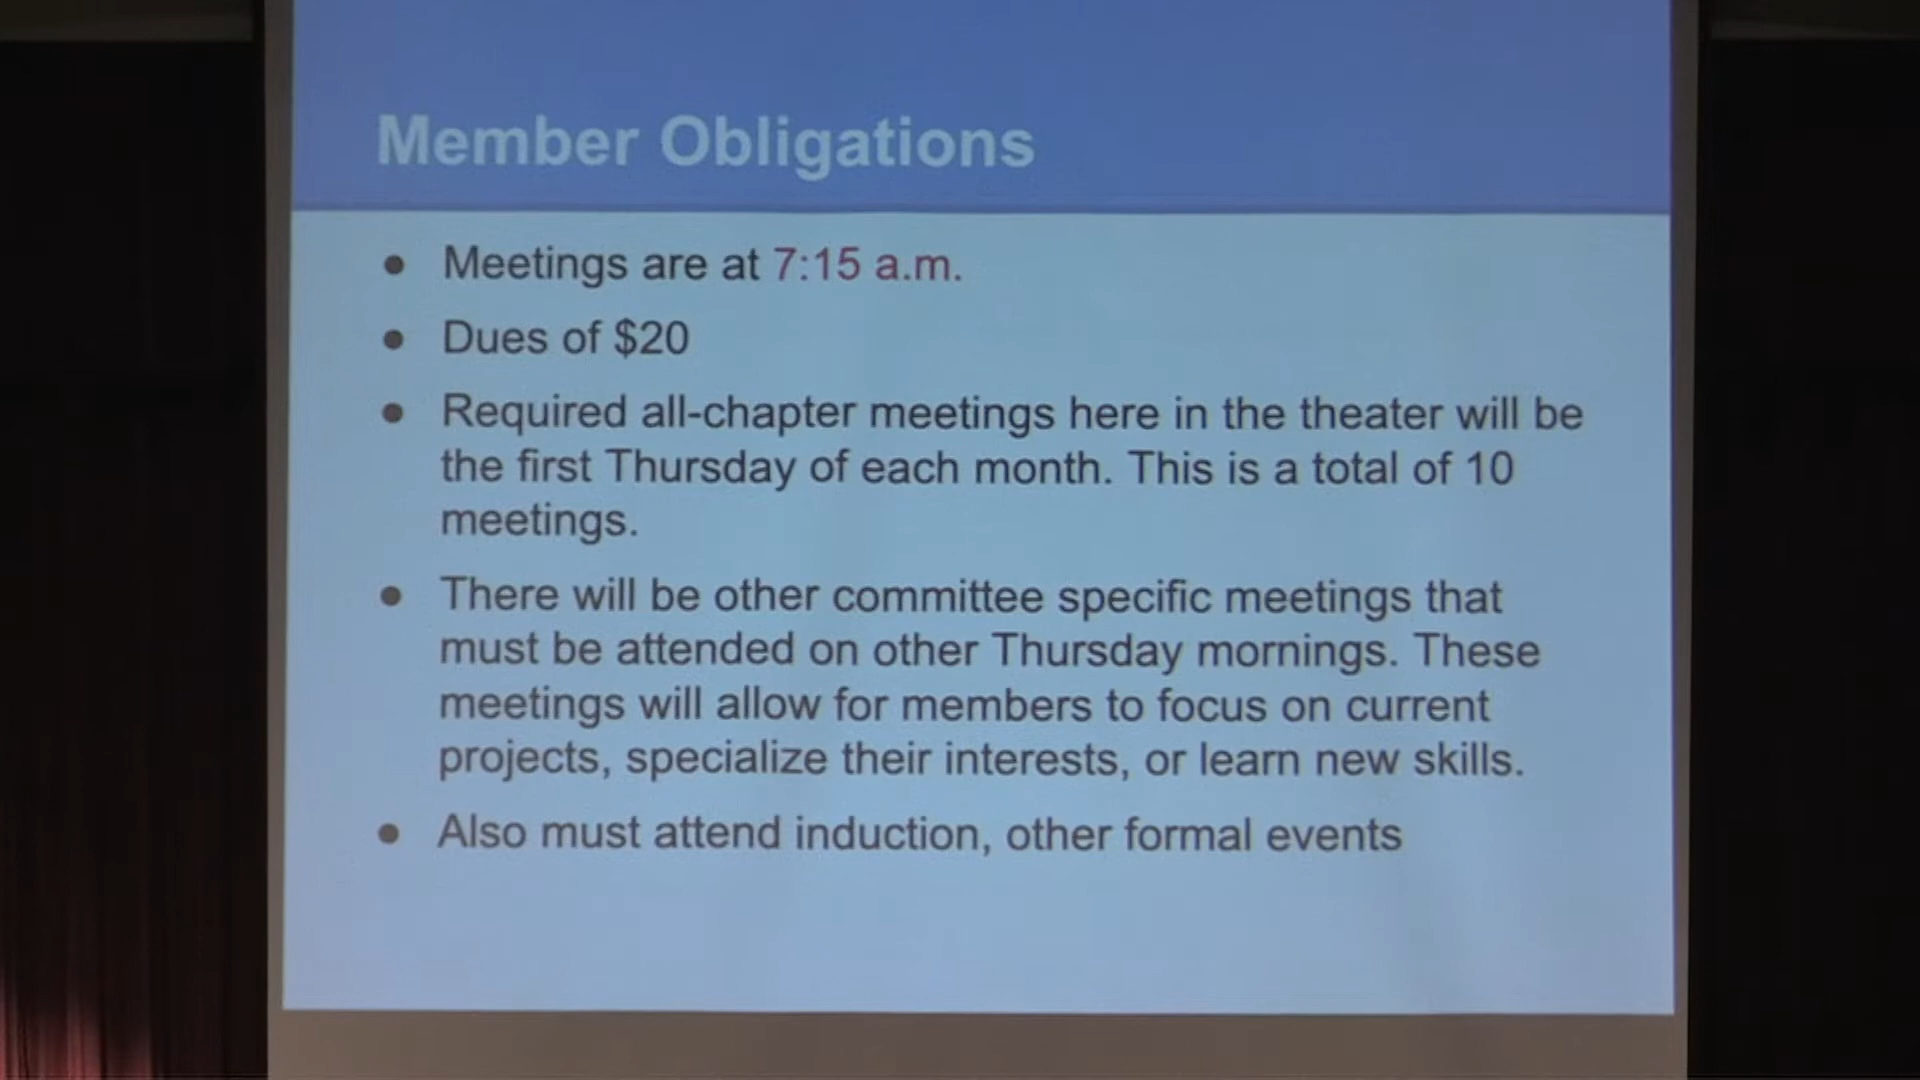 Member Obligations
● Meetings are at 7:15 a.m.
● Dues of $20
● Required all-chapter meetings here in the theater will be
the first Thursday of each month. This is a total of 10
meetings.
● There will be other committee specific meetings that
must be attended on other Thursday mornings. These
meetings will allow for members to focus on current
projects, specialize their interests, or learn new skills.
● Also must attend induction, other formal events